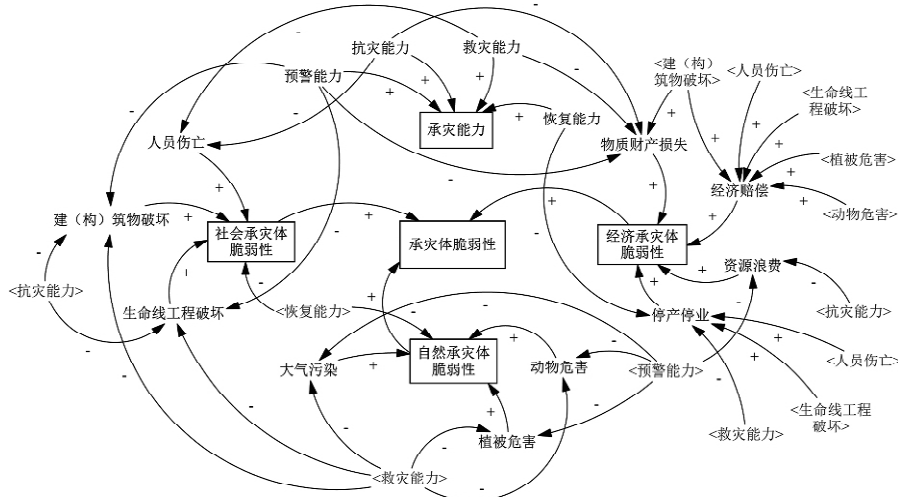 抗灾能力
救灾能力
预警能力
<建（构）
筑物破坏>
<人员伤亡>
<生命线工
程破坏>
承灾能力
恢复能力
人员伤亡
物质财产损失
<植被危害>
经济赔偿
建（构）筑物破坏
社会承灾体
脆弱性
承灾体脆弱性
经济承灾体
脆弱性
<动物危害>
资源浪费
<抗灾能力>
生命线工程破坏
<恢复能力>
停产停业
<抗灾能力>
大气污染
自然承灾体
脆弱性
动物危害
<预警能力>
<人员伤亡>
<生命线工程
破坏>
植被危害
<救灾能力>
<救灾能力>